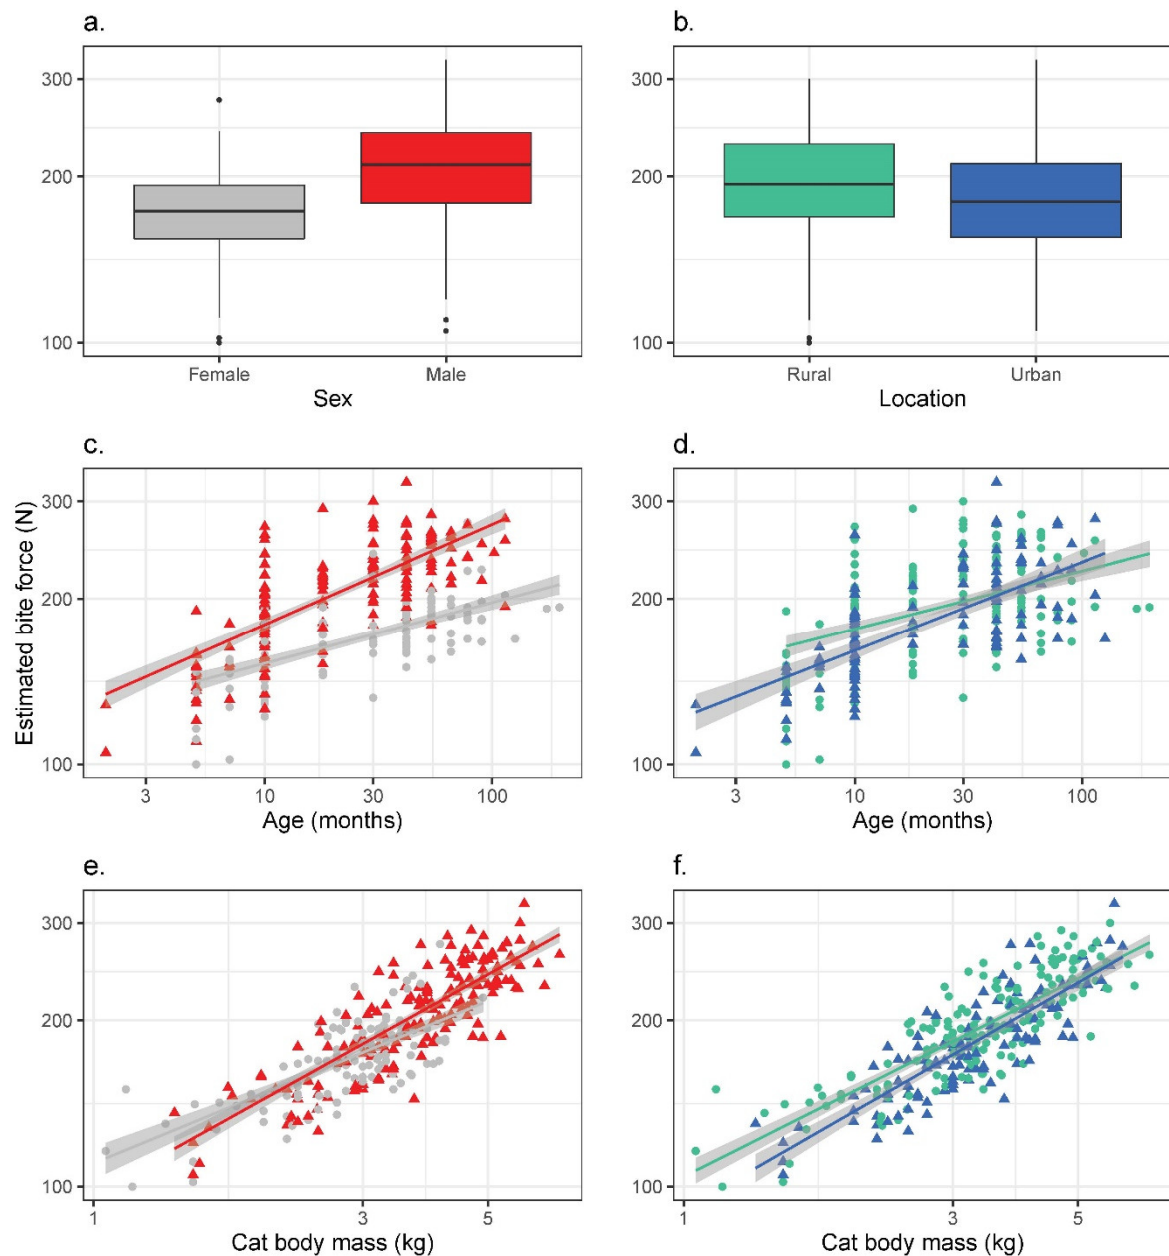 a.
b.
300
200
100
Female
Male
Sex
300
200
100
Rural
Urban
Location
c.
d.
Estimated bite force (N)
300
200
100
3
10
30
100
Age (months)
300
200
100
3
10
30
100
Age (months)
e.
f.
300
200
100
1
3
5
Cat body mass (kg)
300
200
100
1
3
5
Cat body mass (kg)